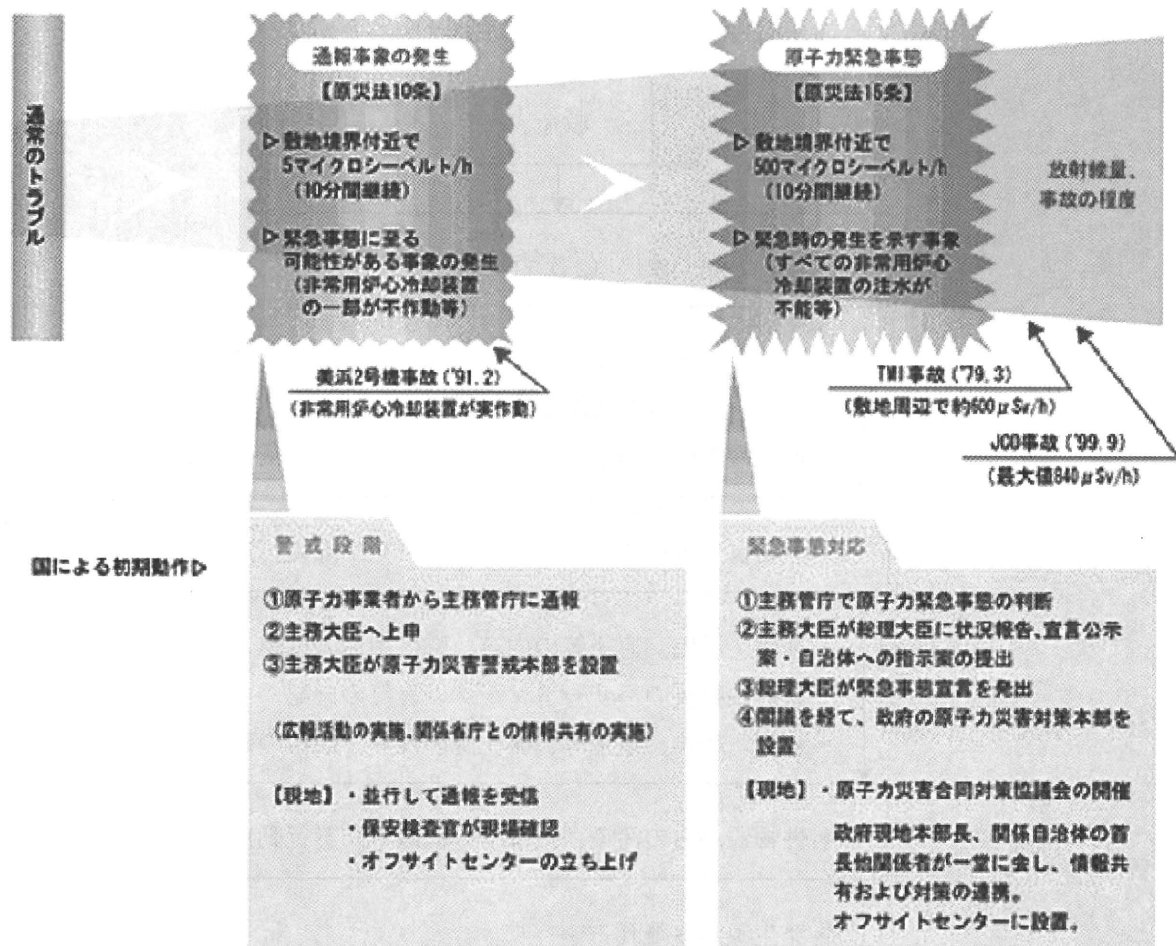 通常のトラブル
通報事象の発生
【原災法10条】
▷敷地境界付近で
5マイクロシーベルト/h
(10分間継続)
▷緊急事態に至る
可能性がある事象の発生
(非常用炉心冷却装置
の一部が不作動等)
原子力緊急事態
【原災法15条】
▷敷地境界付近で
500マイクロシーベルト/h
(10分間継続)
▷緊急時の発生を示す事象
(すべての非常用炉心
冷却装置の注水が
不能等)
放射線量、
事故の程度
美浜2号機事故('91.2)
(非常用炉心冷却装置が実作動)
TMI事故('79.3)
(敷地周辺で約600μSv/h)
JCO事故('99.9)
(最大値840μSv/h)
国による初期動作▷
警戒段階
①原子力事業者から主務管庁に通報
②主務大臣へ上申
③主務大臣が原子力災害警戒本部を設置
(広報活動の実施、関係省庁との情報共有の実施)
【現地】・並行して通報を受信
・保安検査官が現場確認
・オフサイトセンターの立ち上げ
緊急事態対応
①主務管庁で原子力緊急事態の判断
②主務大臣が総理大臣に状況報告、宣言公示
案・自治体への指示案の提出
③総理大臣が緊急事態宣言を発出
④閣議を経て、政府の原子力災害対策本部を
設置
【現地】・原子力災害合同対策協議会の開催
政府現地本部長、関係自治体の首
長他関係者が一堂に会し、情報共
有および対策の連携。
オフサイトセンターに設置。